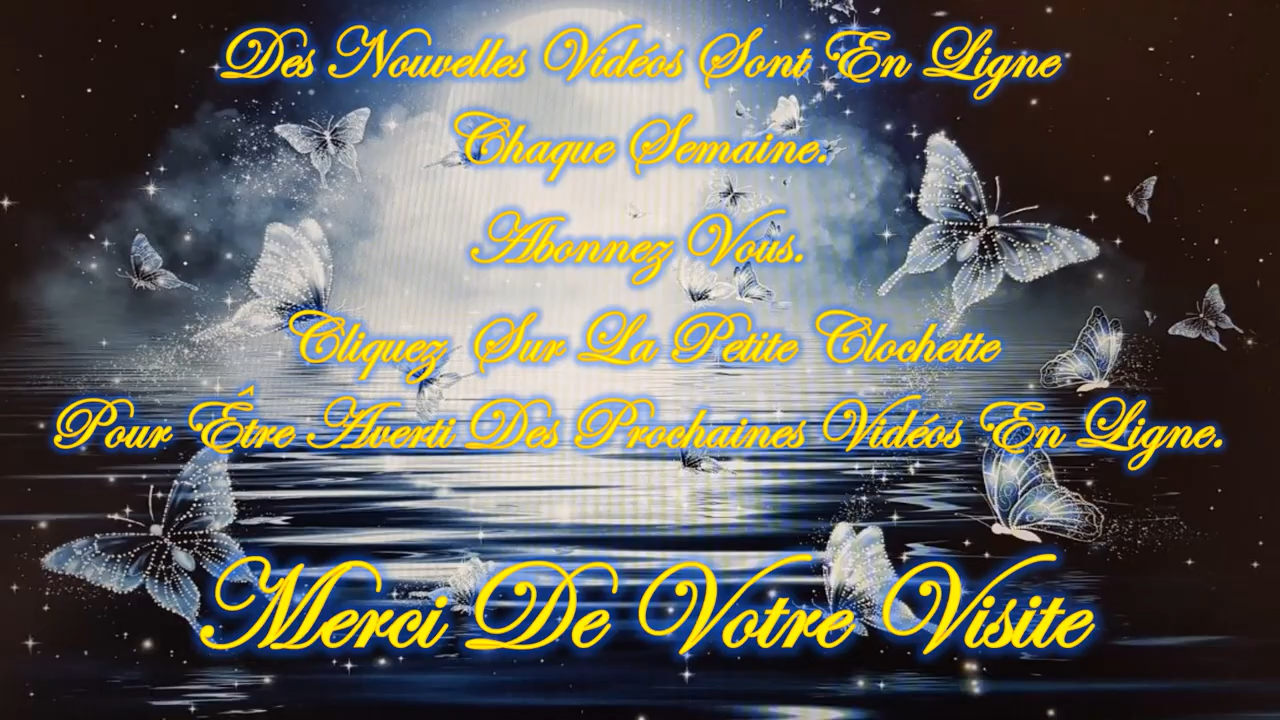 Des Nouvelles Vidéos Sont En Ligne
Chaque Semaine.
Abonnez Vous.
Cliquez Sur La Petite Clochette
Pour Être Averti Des Prochaines Vidéos En Ligne.
Merci De Votre Visite